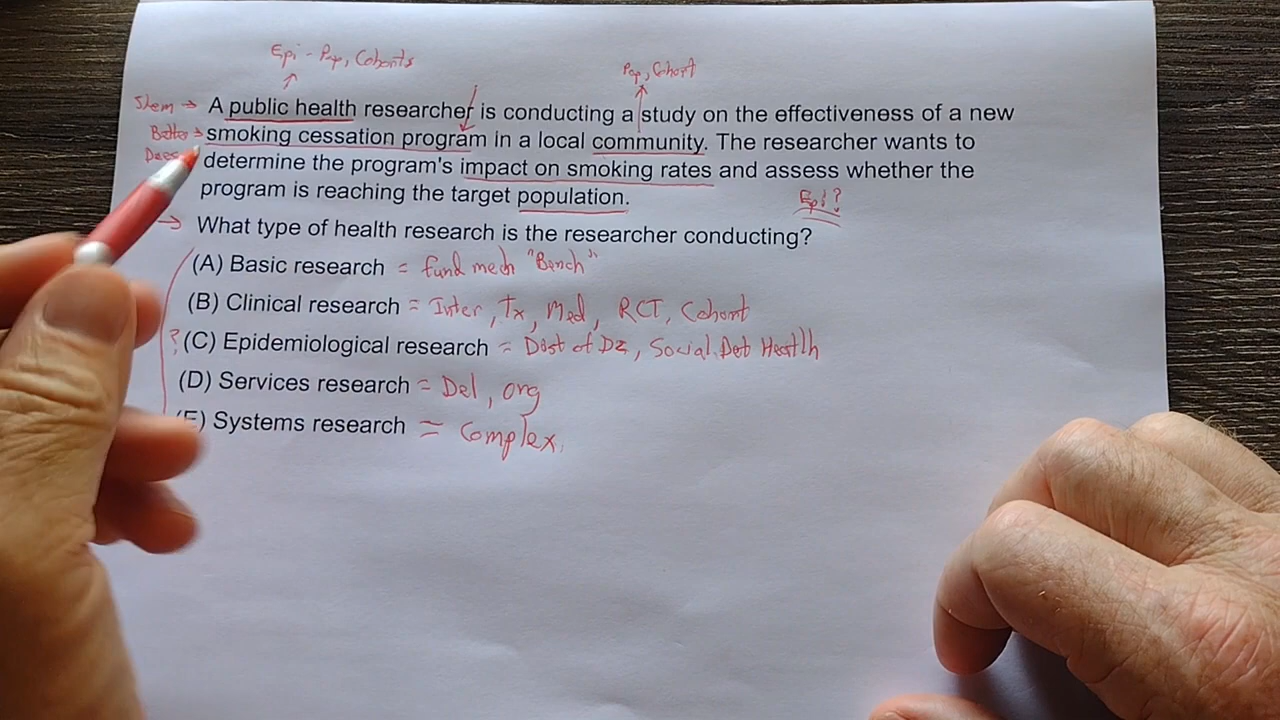 Epi - Pop, Cohorts
Pop, Cohort
Stem → A public health researcher is conducting a study on the effectiveness of a new
Better → smoking cessation program in a local community. The researcher wants to
determine the program's impact on smoking rates and assess whether the
program is reaching the target population.
Epi?
→ What type of health research is the researcher conducting?
(A) Basic research = fund mech "Bench"
(B) Clinical research = Inter, Tx, Med, RCT, Cohort
? (C) Epidemiological research = Dist of Dz, Social Det Health
(D) Services research = Del, org
(E) Systems research = Complex,